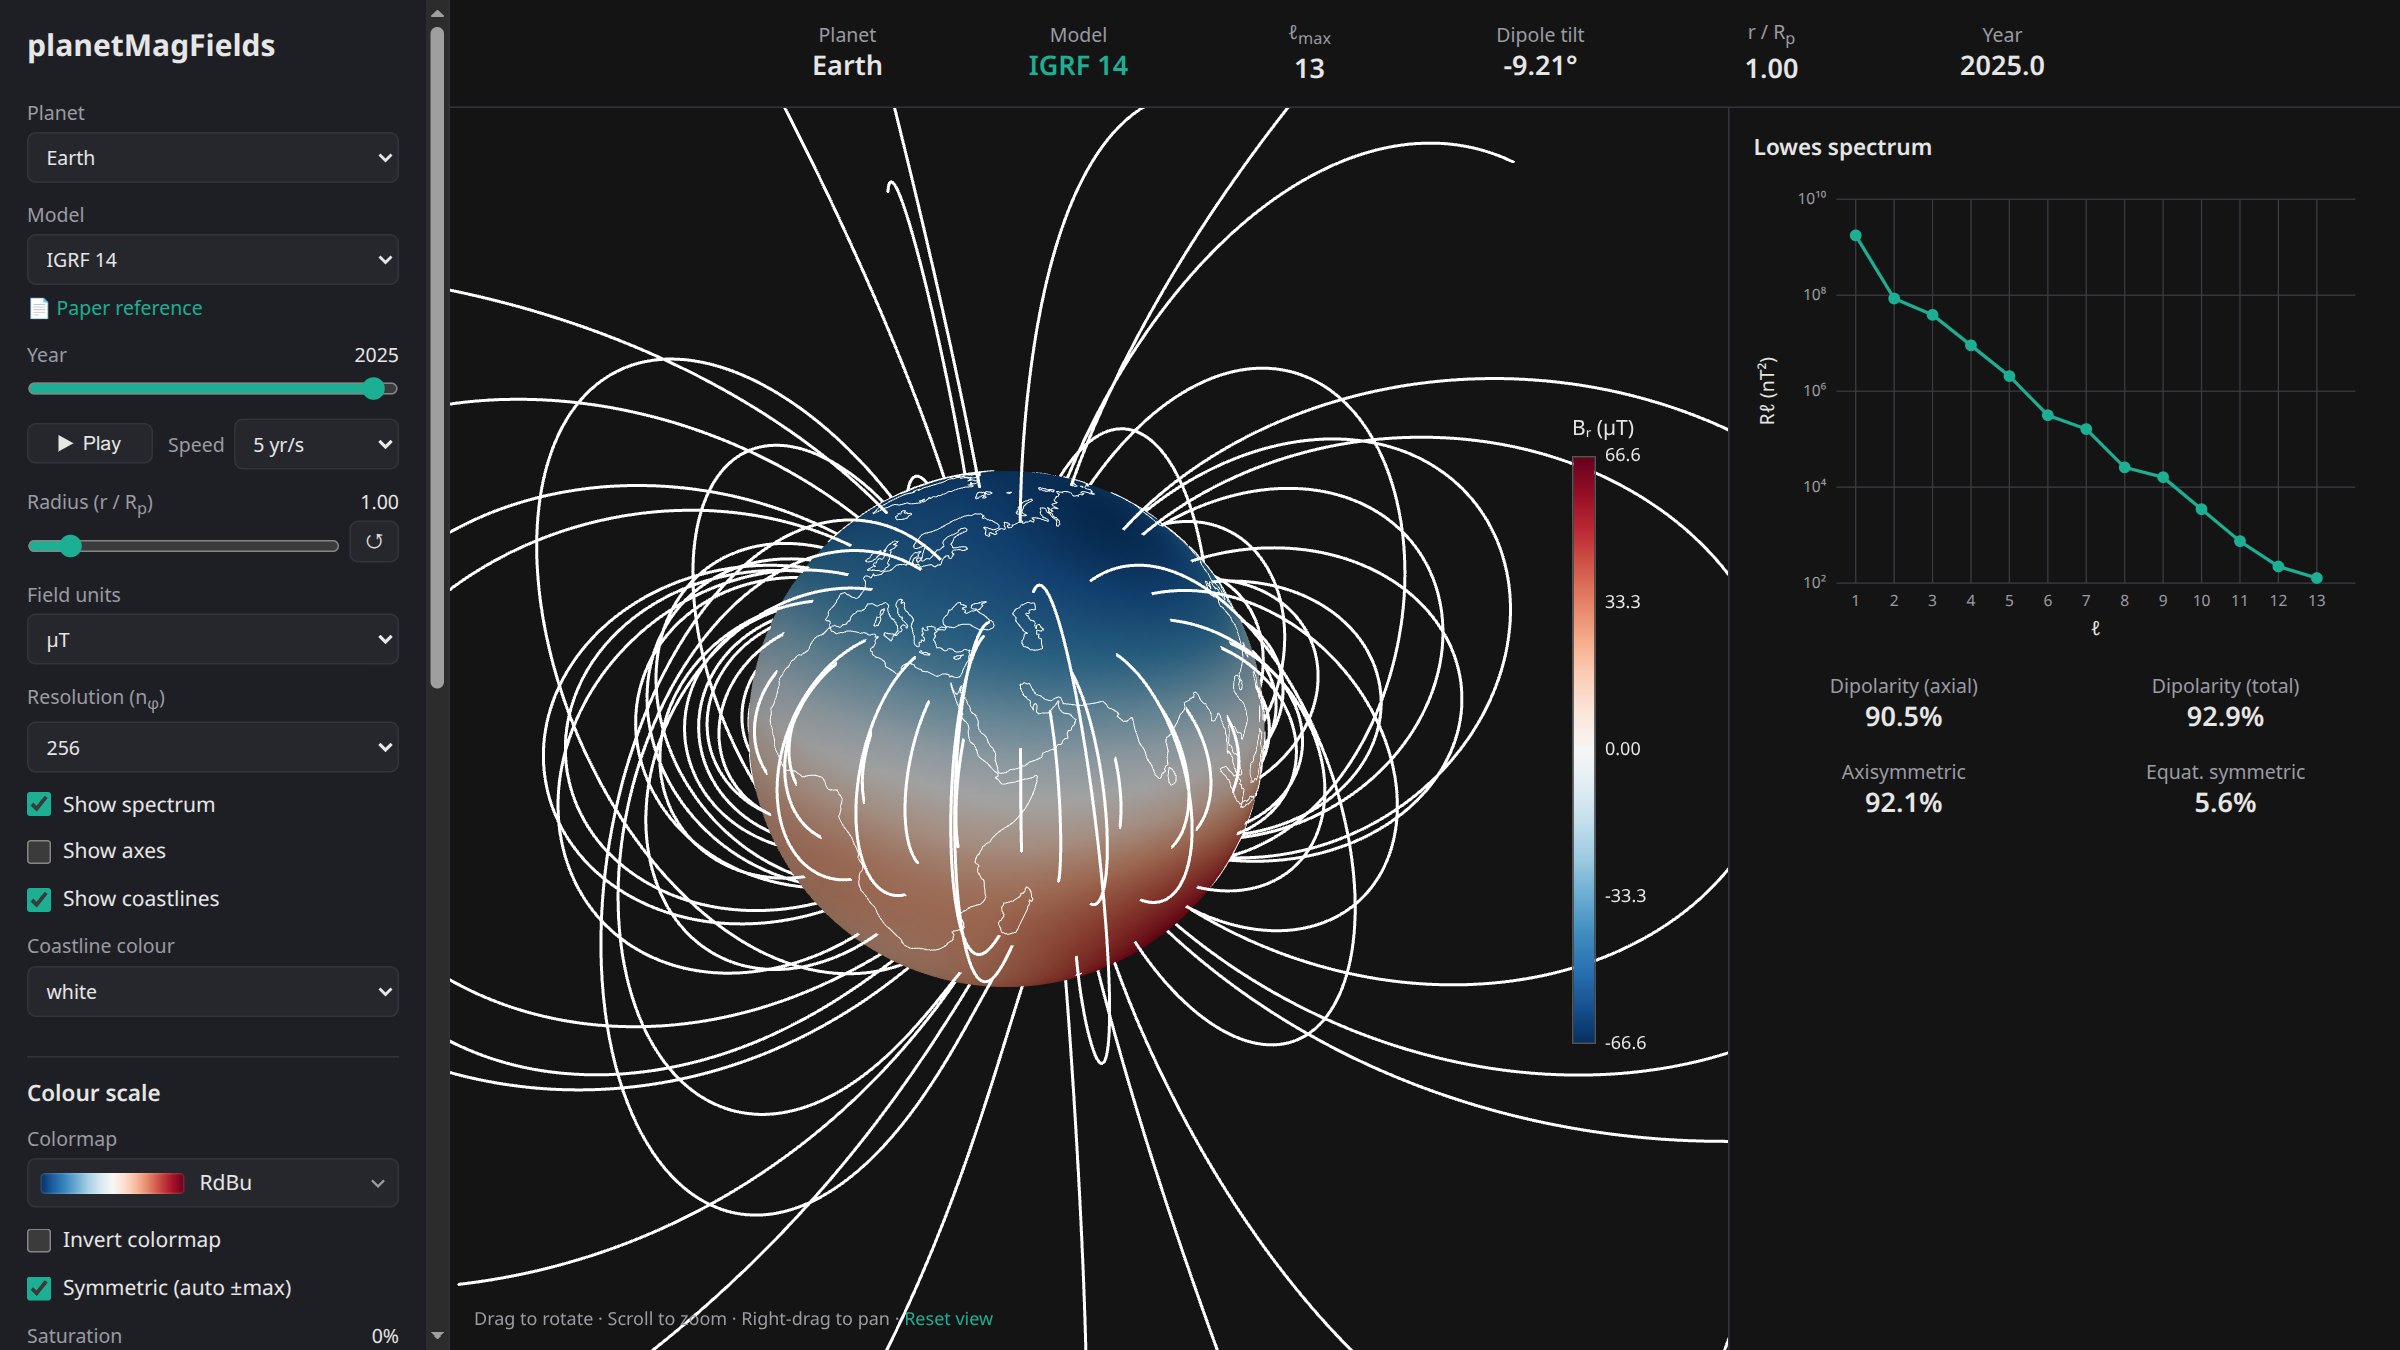 planetMagFields
Planet
Earth
Model
IGRF 14
📄 Paper reference
Year 2025
▶ Play Speed 5 yr/s
Radius (r / Rp) 1.00
↺
Field units
μT
Resolution (nφ)
256
Show spectrum
Show axes
Show coastlines
Coastline colour
white
Colour scale
Colormap
RdBu
Invert colormap
Symmetric (auto ±max)
Saturation 0%
Planet Model ℓmax Dipole tilt r / Rp Year
Earth IGRF 14 13 -9.21° 1.00 2025.0
Bᵣ (μT)
66.6
33.3
0.00
-33.3
-66.6
Drag to rotate · Scroll to zoom · Right-drag to pan · Reset view
Lowes spectrum
10¹⁰
10⁸
10⁶
10⁴
10²
Rℓ (nT²)
1 2 3 4 5 6 7 8 9 10 11 12 13
ℓ
Dipolarity (axial) Dipolarity (total)
90.5% 92.9%
Axisymmetric Equat. symmetric
92.1% 5.6%